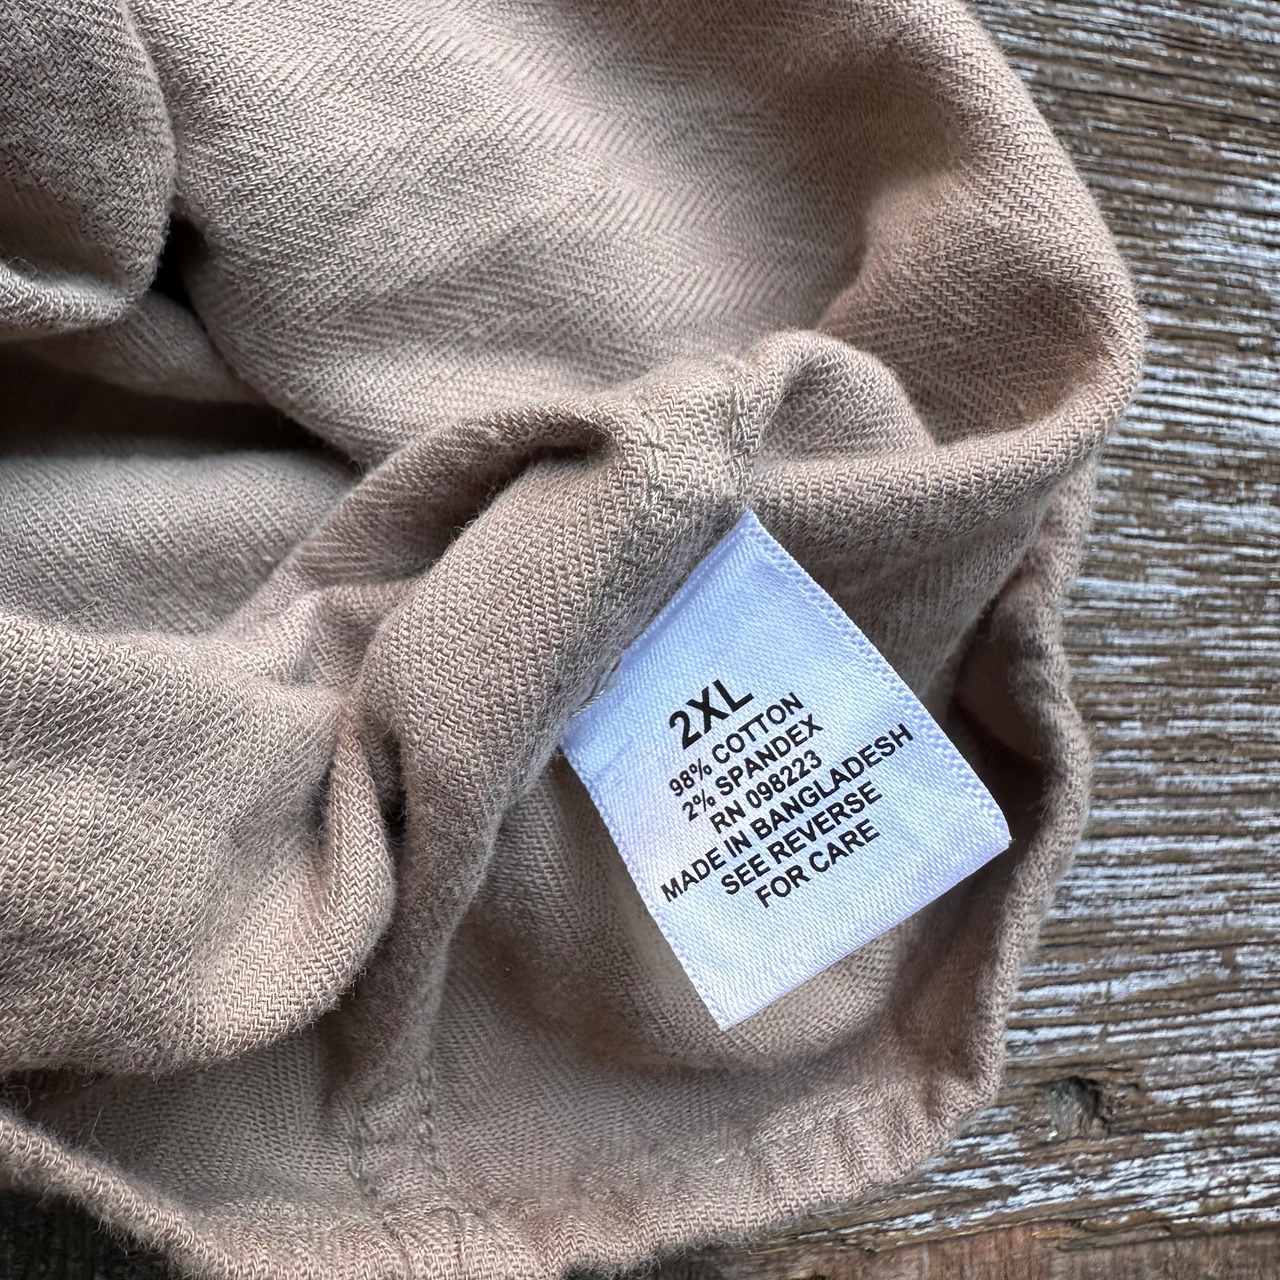 2XL
98% COTTON
2% SPANDEX
RN 098223
MADE IN BANGLADESH
SEE REVERSE
FOR CARE